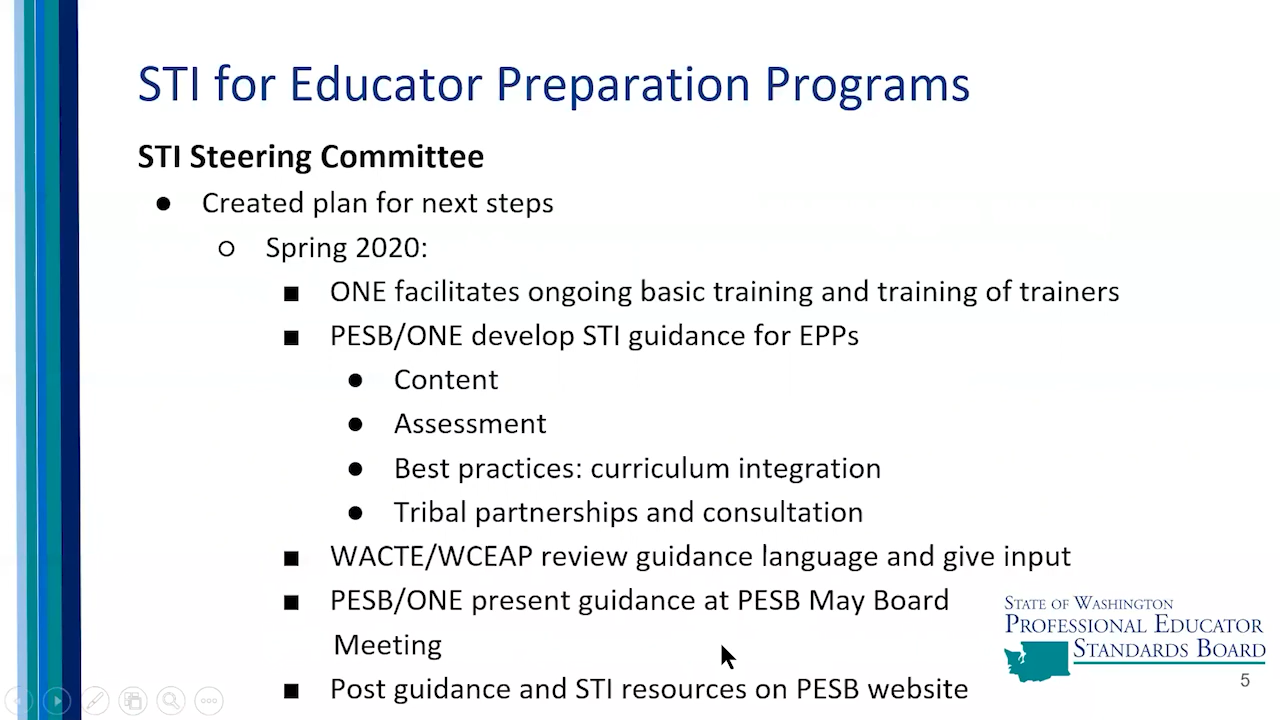 STI for Educator Preparation Programs
STI Steering Committee
● Created plan for next steps
○ Spring 2020:
■ ONE facilitates ongoing basic training and training of trainers
■ PESB/ONE develop STI guidance for EPPs
● Content
● Assessment
● Best practices: curriculum integration
● Tribal partnerships and consultation
■ WACTE/WCEAP review guidance language and give input
■ PESB/ONE present guidance at PESB May Board
Meeting
■ Post guidance and STI resources on PESB website
STATE OF WASHINGTON
PROFESSIONAL EDUCATOR
STANDARDS BOARD
5